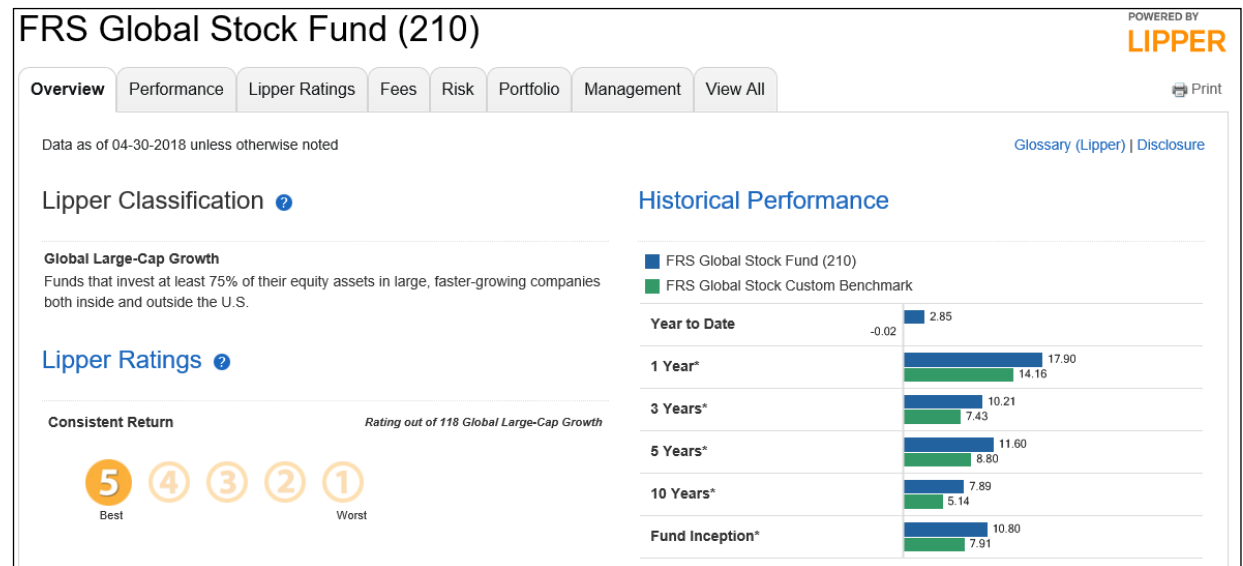 FRS Global Stock Fund (210)
POWERED BY
LIPPER
Overview
Performance
Lipper Ratings
Fees
Risk
Portfolio
Management
View All
Print
Data as of 04-30-2018 unless otherwise noted
Glossary (Lipper) | Disclosure
Lipper Classification ?
Global Large-Cap Growth
Funds that invest at least 75% of their equity assets in large, faster-growing companies
both inside and outside the U.S.
Lipper Ratings ?
Consistent Return
Rating out of 118 Global Large-Cap Growth
5 4 3 2 1
Best
Worst
Historical Performance
FRS Global Stock Fund (210)
FRS Global Stock Custom Benchmark
Year to Date
2.85
-0.02
1 Year*
17.90
14.16
3 Years*
10.21
7.43
5 Years*
11.60
8.80
10 Years*
7.89
5.14
Fund Inception*
10.80
7.91